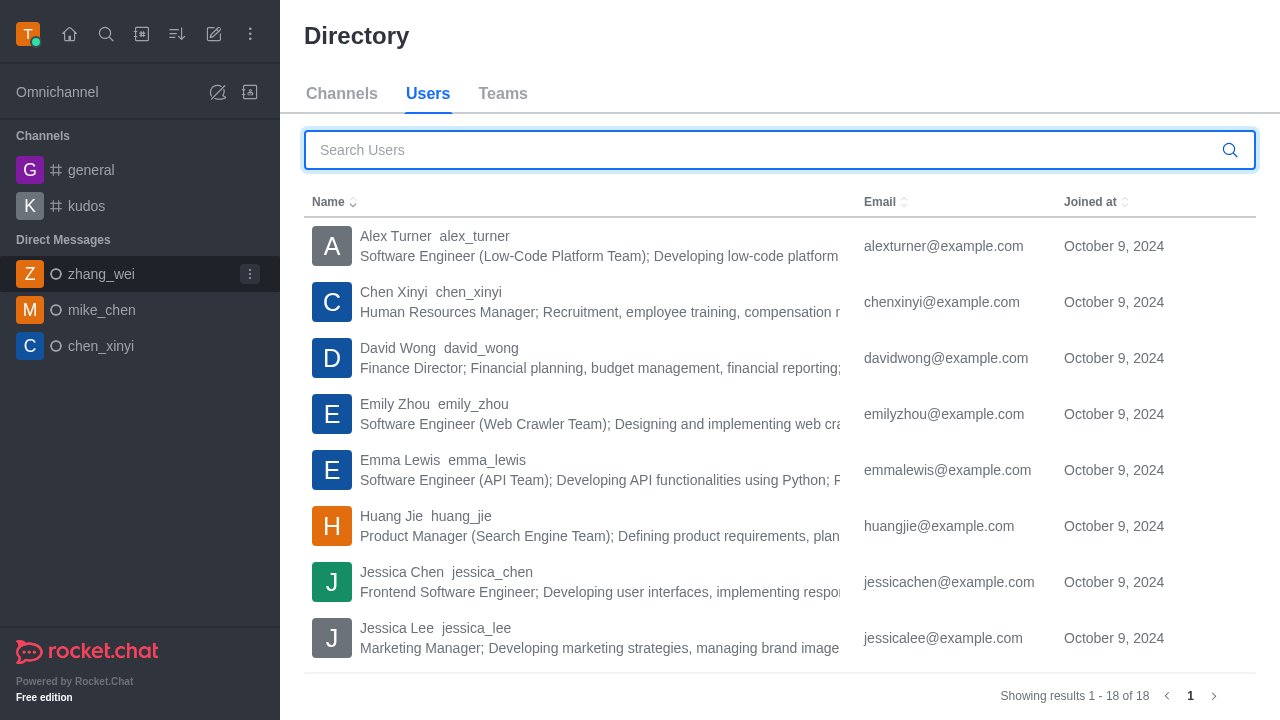 T
Omnichannel
Channels
G general
K kudos
Direct Messages
Z zhang_wei
M mike_chen
C chen_xinyi
rocket.chat
Powered by Rocket.Chat
Free edition
Directory
Channels Users Teams
Search Users
Name Email Joined at
A
Alex Turner alex_turner
Software Engineer (Low-Code Platform Team); Developing low-code platform
alexturner@example.com October 9, 2024
C
Chen Xinyi chen_xinyi
Human Resources Manager; Recruitment, employee training, compensation
chenxinyi@example.com October 9, 2024
D
David Wong david_wong
Finance Director; Financial planning, budget management, financial reporting;
davidwong@example.com October 9, 2024
E
Emily Zhou emily_zhou
Software Engineer (Web Crawler Team); Designing and implementing web
emilyzhou@example.com October 9, 2024
E
Emma Lewis emma_lewis
Software Engineer (API Team); Developing API functionalities using Python;
emmalewis@example.com October 9, 2024
H
Huang Jie huang_jie
Product Manager (Search Engine Team); Defining product requirements, plan
huangjie@example.com October 9, 2024
J
Jessica Chen jessica_chen
Frontend Software Engineer; Developing user interfaces, implementing respo
jessicachen@example.com October 9, 2024
J
Jessica Lee jessica_lee
Marketing Manager; Developing marketing strategies, managing brand image
jessicalee@example.com October 9, 2024
Showing results 1 - 18 of 18 1